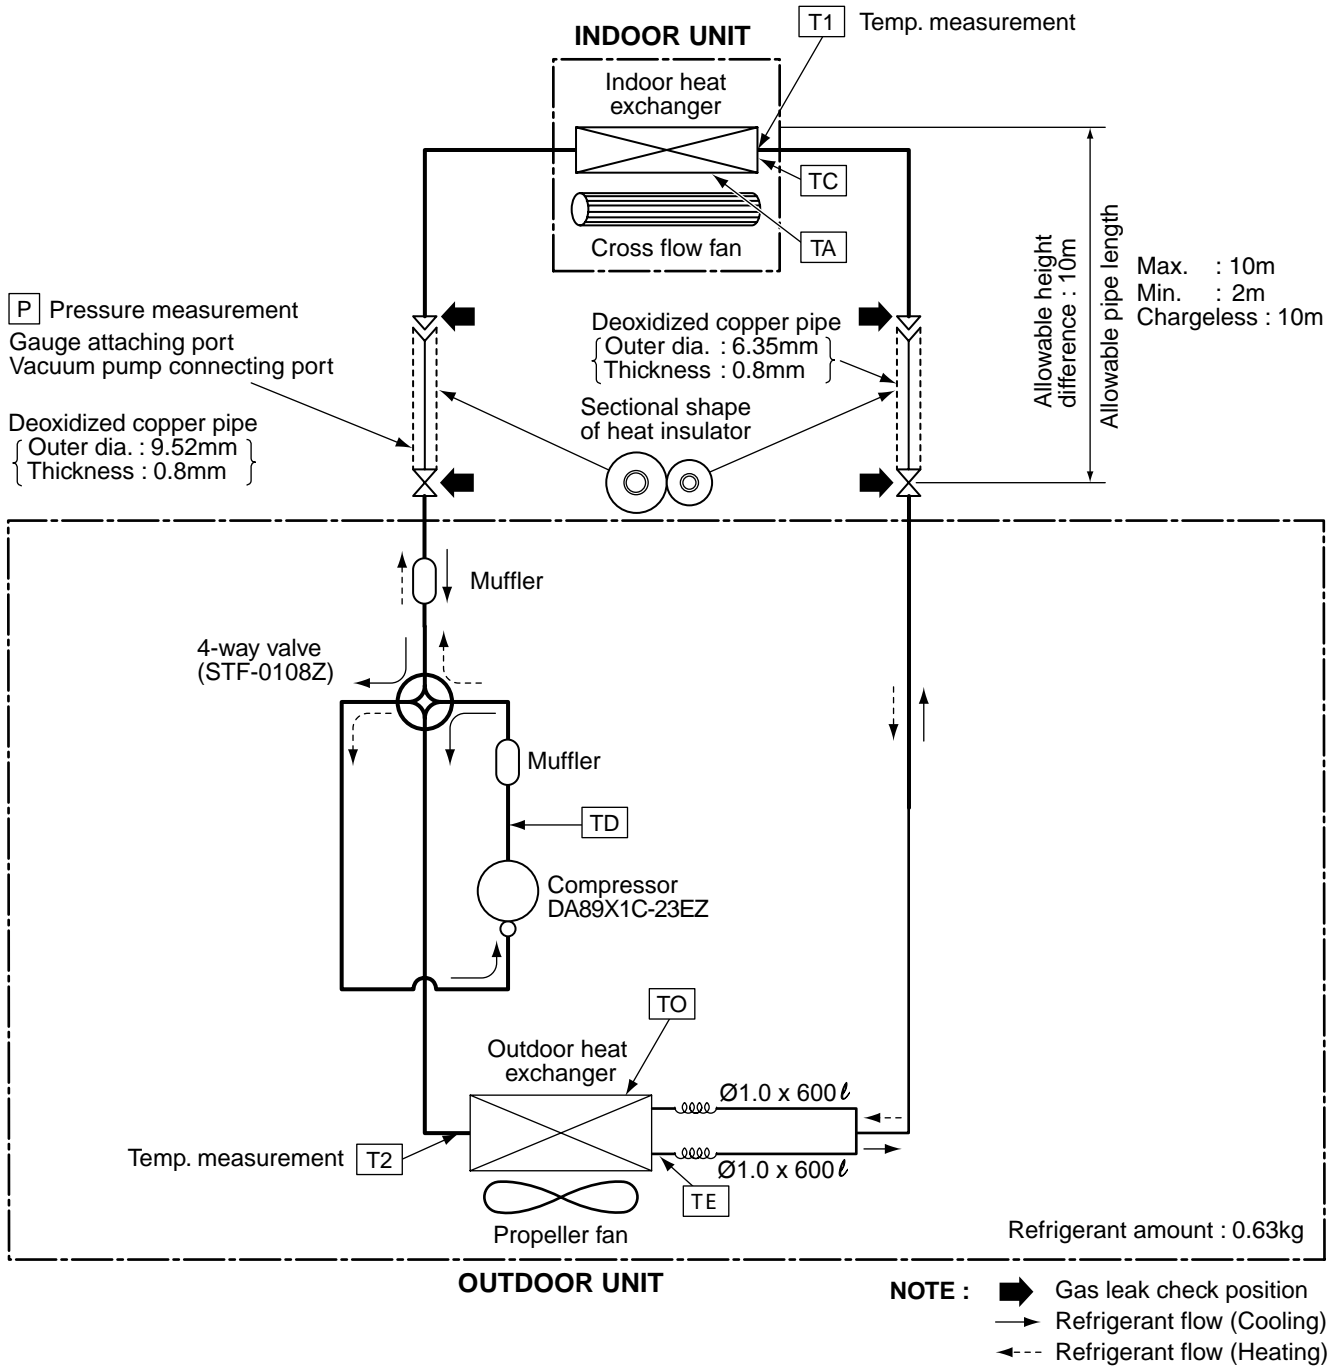 T1 Temp. measurement
INDOOR UNIT
Indoor heat
exchanger
TC
TA
Cross flow fan
Allowable height
difference : 10m
Allowable pipe length
Max. : 10m
Min. : 2m
Chargeless : 10m
P Pressure measurement
Gauge attaching port
Vacuum pump connecting port
Deoxidized copper pipe
Outer dia. : 9.52mm
Thickness : 0.8mm
Deoxidized copper pipe
Outer dia. : 6.35mm
Thickness : 0.8mm
Sectional shape
of heat insulator
Muffler
4-way valve
(STF-0108Z)
Muffler
TD
Compressor
DA89X1C-23EZ
TO
Outdoor heat
exchanger
Ø1.0 x 600ℓ
Temp. measurement T2
Ø1.0 x 600ℓ
TE
Propeller fan
Refrigerant amount : 0.63kg
OUTDOOR UNIT
NOTE : Gas leak check position
Refrigerant flow (Cooling)
Refrigerant flow (Heating)